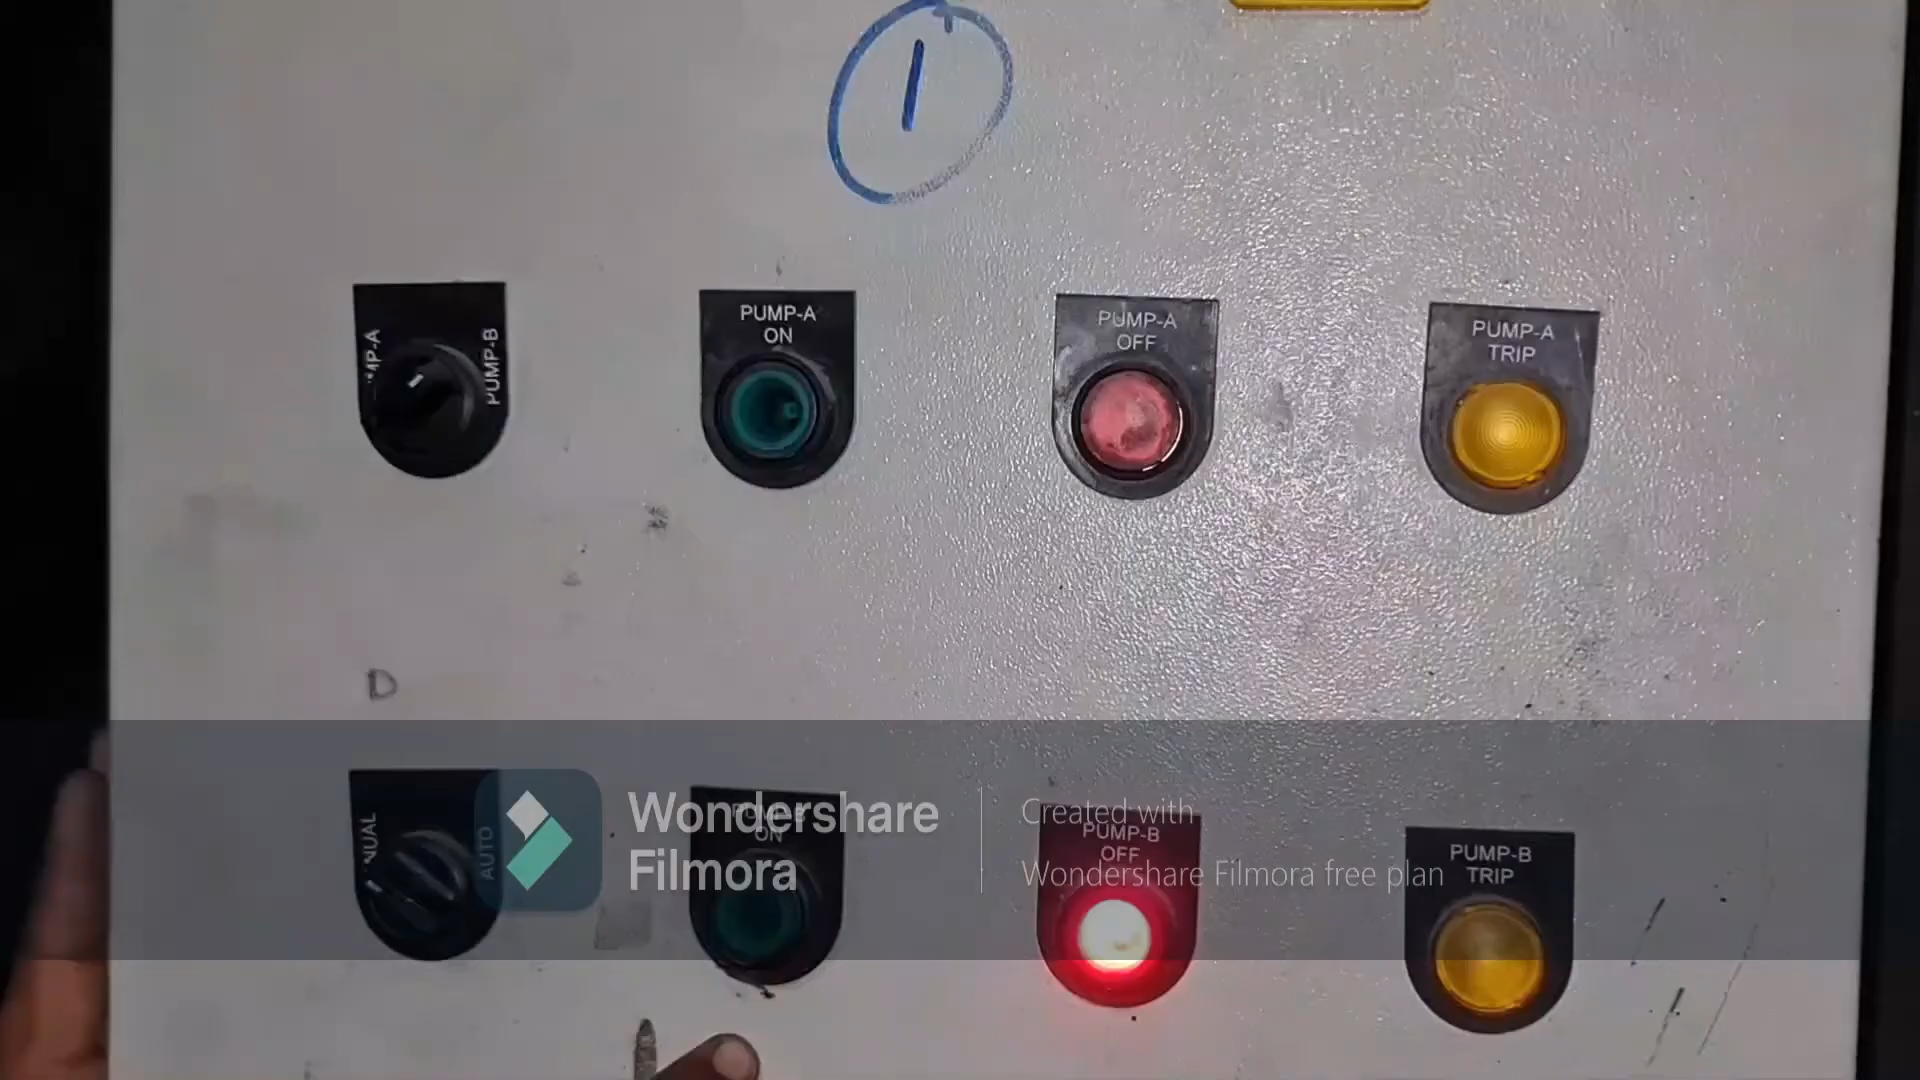 1
PUMP-B
PUMP-A
ON
PUMP-A
OFF
PUMP-A
TRIP
D
AUTO
ON
PUMP-B
OFF
PUMP-B
TRIP
Wondershare
Filmora
Created with
Wondershare Filmora free plan